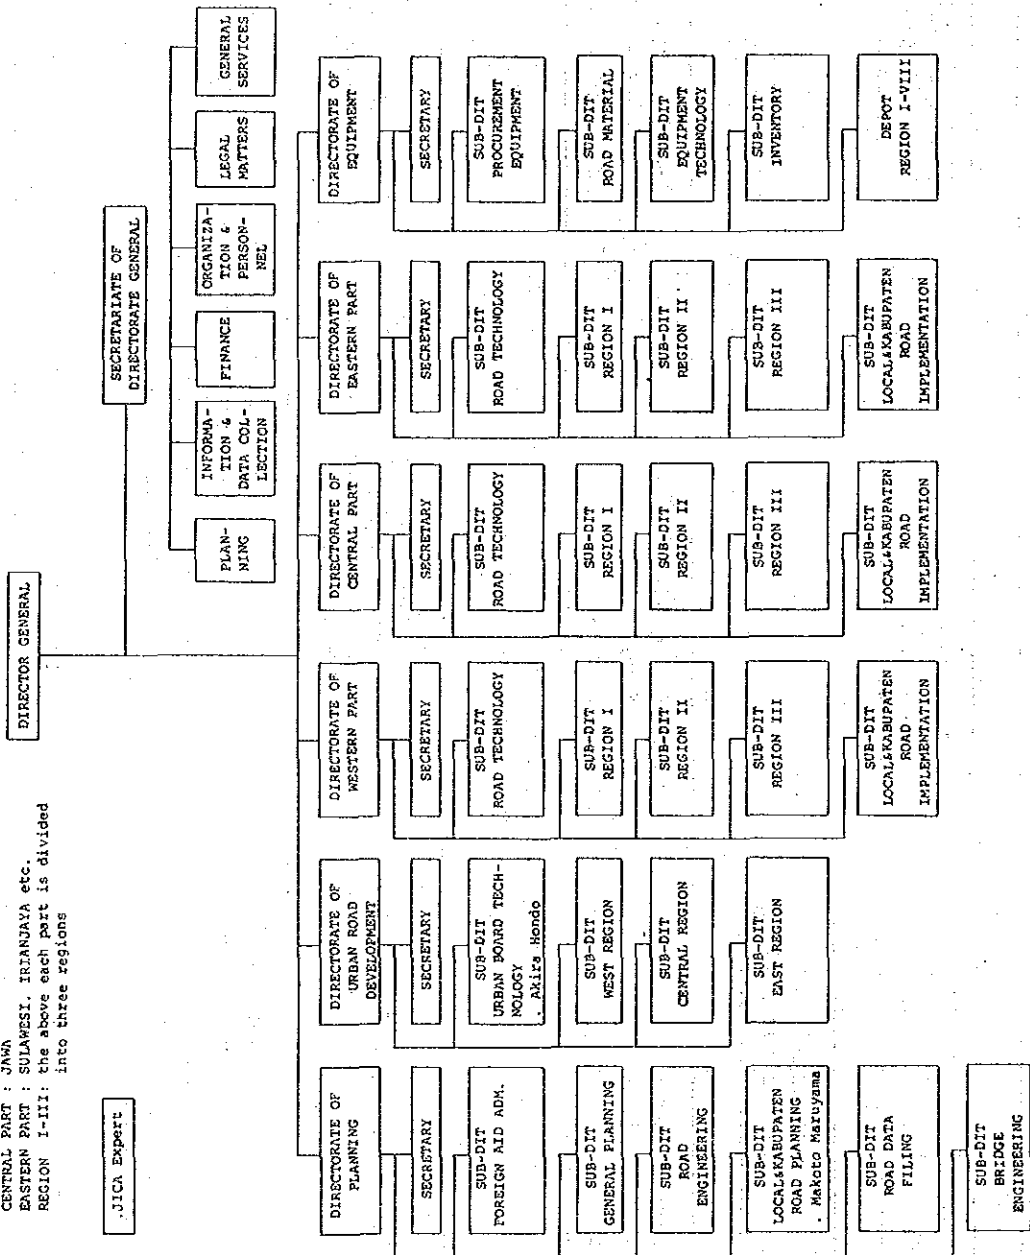 CENTRAL PART : JAWA
EASTERN PART : SULAWESI. IRIANJAYA etc.
REGION I-III: the above each part is divided
into three regions
DIRECTOR GENERAL
JICA Expert
SECRETARIATE OF
DIRECTORATE GENERAL
PLAN-
NING
INFORMA-
TION &
DATA COL-
LECTION
FINANCE
ORGANIZA-
TION &
PERSON-
NEL
LEGAL
MATTERS
GENERAL
SERVICES
DIRECTORATE OF
PLANNING
SECRETARY
SUB-DIT
FOREIGN AID ADM.
SUB-DIT
GENERAL PLANNING
SUB-DIT
ROAD
ENGINEERING
SUB-DIT
LOCAL&KABUPATEN
ROAD PLANNING
. Makoto Maruyama
SUB-DIT
ROAD DATA
FILING
SUB-DIT
BRIDGE
ENGINEERING
DIRECTORATE OF
URBAN ROAD
DEVELOPMENT
SECRETARY
SUB-DIT
URBAN BOARD TECH-
NOLOGY
. Akira Hondo
SUB-DIT
WEST REGION
SUB-DIT
CENTRAL REGION
SUB-DIT
EAST REGION
DIRECTORATE OF
WESTERN PART
SECRETARY
SUB-DIT
ROAD TECHNOLOGY
SUB-DIT
REGION I
SUB-DIT
REGION II
SUB-DIT
REGION III
SUB-DIT
LOCAL&KABUPATEN
ROAD
IMPLEMENTATION
DIRECTORATE OF
CENTRAL PART
SECRETARY
SUB-DIT
ROAD TECHNOLOGY
SUB-DIT
REGION I
SUB-DIT
REGION II
SUB-DIT
REGION III
SUB-DIT
LOCAL&KABUPATEN
ROAD
IMPLEMENTATION
DIRECTORATE OF
EASTERN PART
SECRETARY
SUB-DIT
ROAD TECHNOLOGY
SUB-DIT
REGION I
SUB-DIT
REGION II
SUB-DIT
REGION III
SUB-DIT
LOCAL&KABUPATEN
ROAD
IMPLEMENTATION
DIRECTORATE OF
EQUIPMENT
SECRETARY
SUB-DIT
PROCUREMENT
EQUIPMENT
SUB-DIT
ROAD MATERIAL
SUB-DIT
EQUIPMENT
TECHNOLOGY
SUB-DIT
INVENTORY
DEPOT
REGION I-VIII